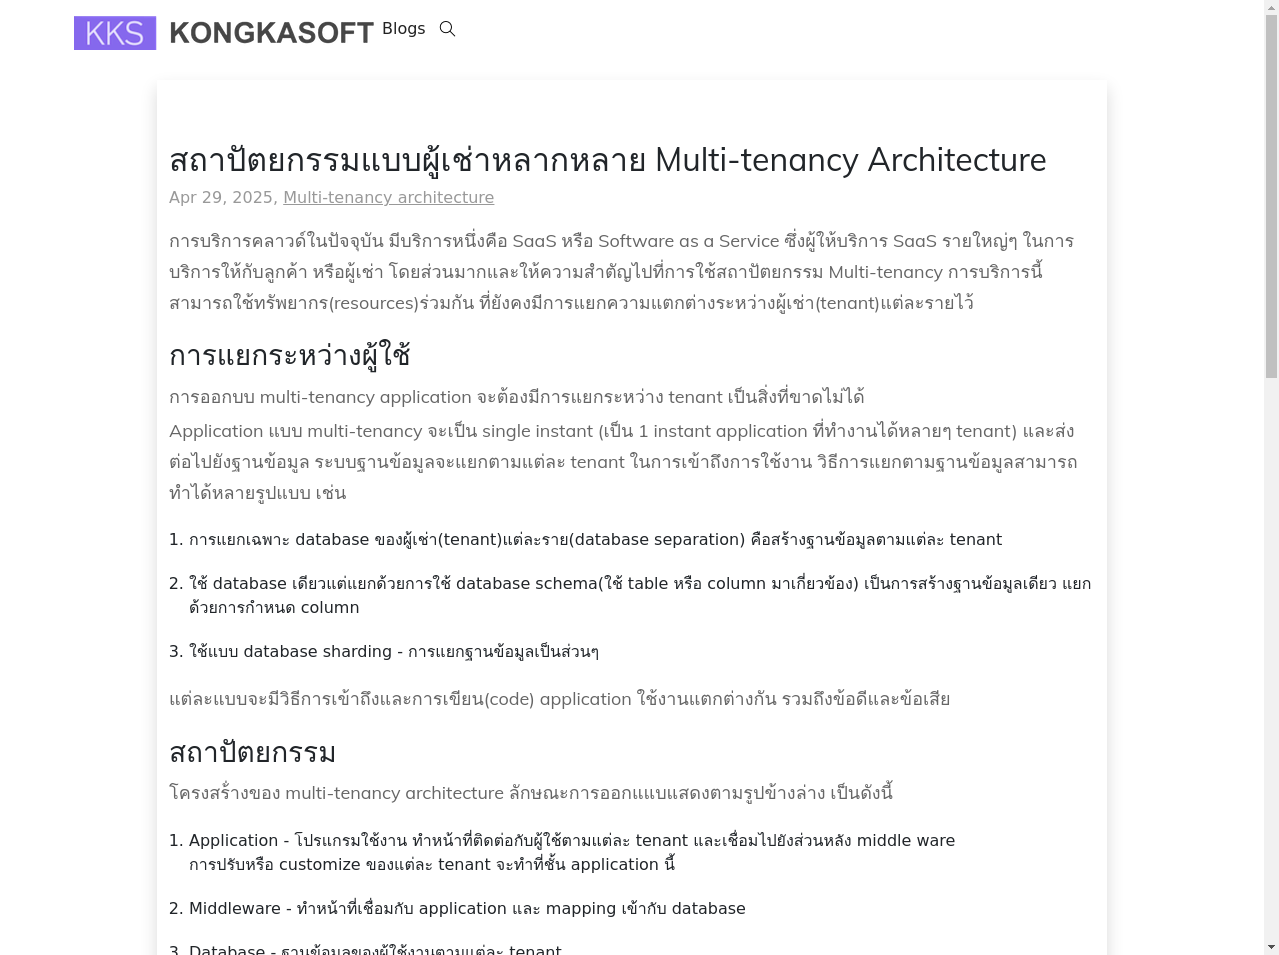 KKS KONGKASOFT Blogs
สถาปัตยกรรมแบบผู้เช่าหลากหลาย Multi-tenancy Architecture
Apr 29, 2025, Multi-tenancy architecture
การบริการคลาวด์ในปัจจุบัน มีบริการหนึ่งคือ SaaS หรือ Software as a Service ซึ่งผู้ให้บริการ SaaS รายใหญ่ๆ ในการ
บริการให้กับลูกค้า หรือผู้เช่า โดยส่วนมากและให้ความสำคัญไปที่การใช้สถาปัตยกรรม Multi-tenancy การบริการนี้
สามารถใช้ทรัพยากร(resources)ร่วมกัน ที่ยังคงมีการแยกความแตกต่างระหว่างผู้เช่า(tenant)แต่ละรายไว้
การแยกระหว่างผู้ใช้
การออกบบ multi-tenancy application จะต้องมีการแยกระหว่าง tenant เป็นสิ่งที่ขาดไม่ได้
Application แบบ multi-tenancy จะเป็น single instant (เป็น 1 instant application ที่ทำงานได้หลายๆ tenant) และส่ง
ต่อไปยังฐานข้อมูล ระบบฐานข้อมูลจะแยกตามแต่ละ tenant ในการเข้าถึงการใช้งาน วิธีการแยกตามฐานข้อมูลสามารถ
ทำได้หลายรูปแบบ เช่น
1. การแยกเฉพาะ database ของผู้เช่า(tenant)แต่ละราย(database separation) คือสร้างฐานข้อมูลตามแต่ละ tenant
2. ใช้ database เดียวแต่แยกด้วยการใช้ database schema(ใช้ table หรือ column มาเกี่ยวข้อง) เป็นการสร้างฐานข้อมูลเดียว แยก
ด้วยการกำหนด column
3. ใช้แบบ database sharding - การแยกฐานข้อมูลเป็นส่วนๆ
แต่ละแบบจะมีวิธีการเข้าถึงและการเขียน(code) application ใช้งานแตกต่างกัน รวมถึงข้อดีและข้อเสีย
สถาปัตยกรรม
โครงสร้่างของ multi-tenancy architecture ลักษณะการออกแแบแสดงตามรูปข้างล่าง เป็นดังนี้
1. Application - โปรแกรมใช้งาน ทำหน้าที่ติดต่อกับผู้ใช้ตามแต่ละ tenant และเชื่อมไปยังส่วนหลัง middle ware
การปรับหรือ customize ของแต่ละ tenant จะทำที่ชั้น application นี้
2. Middleware - ทำหน้าที่เชื่อมกับ application และ mapping เข้ากับ database
3. Database - ฐานข้อมูลของผู้ใช้งานตามแต่ละ tenant